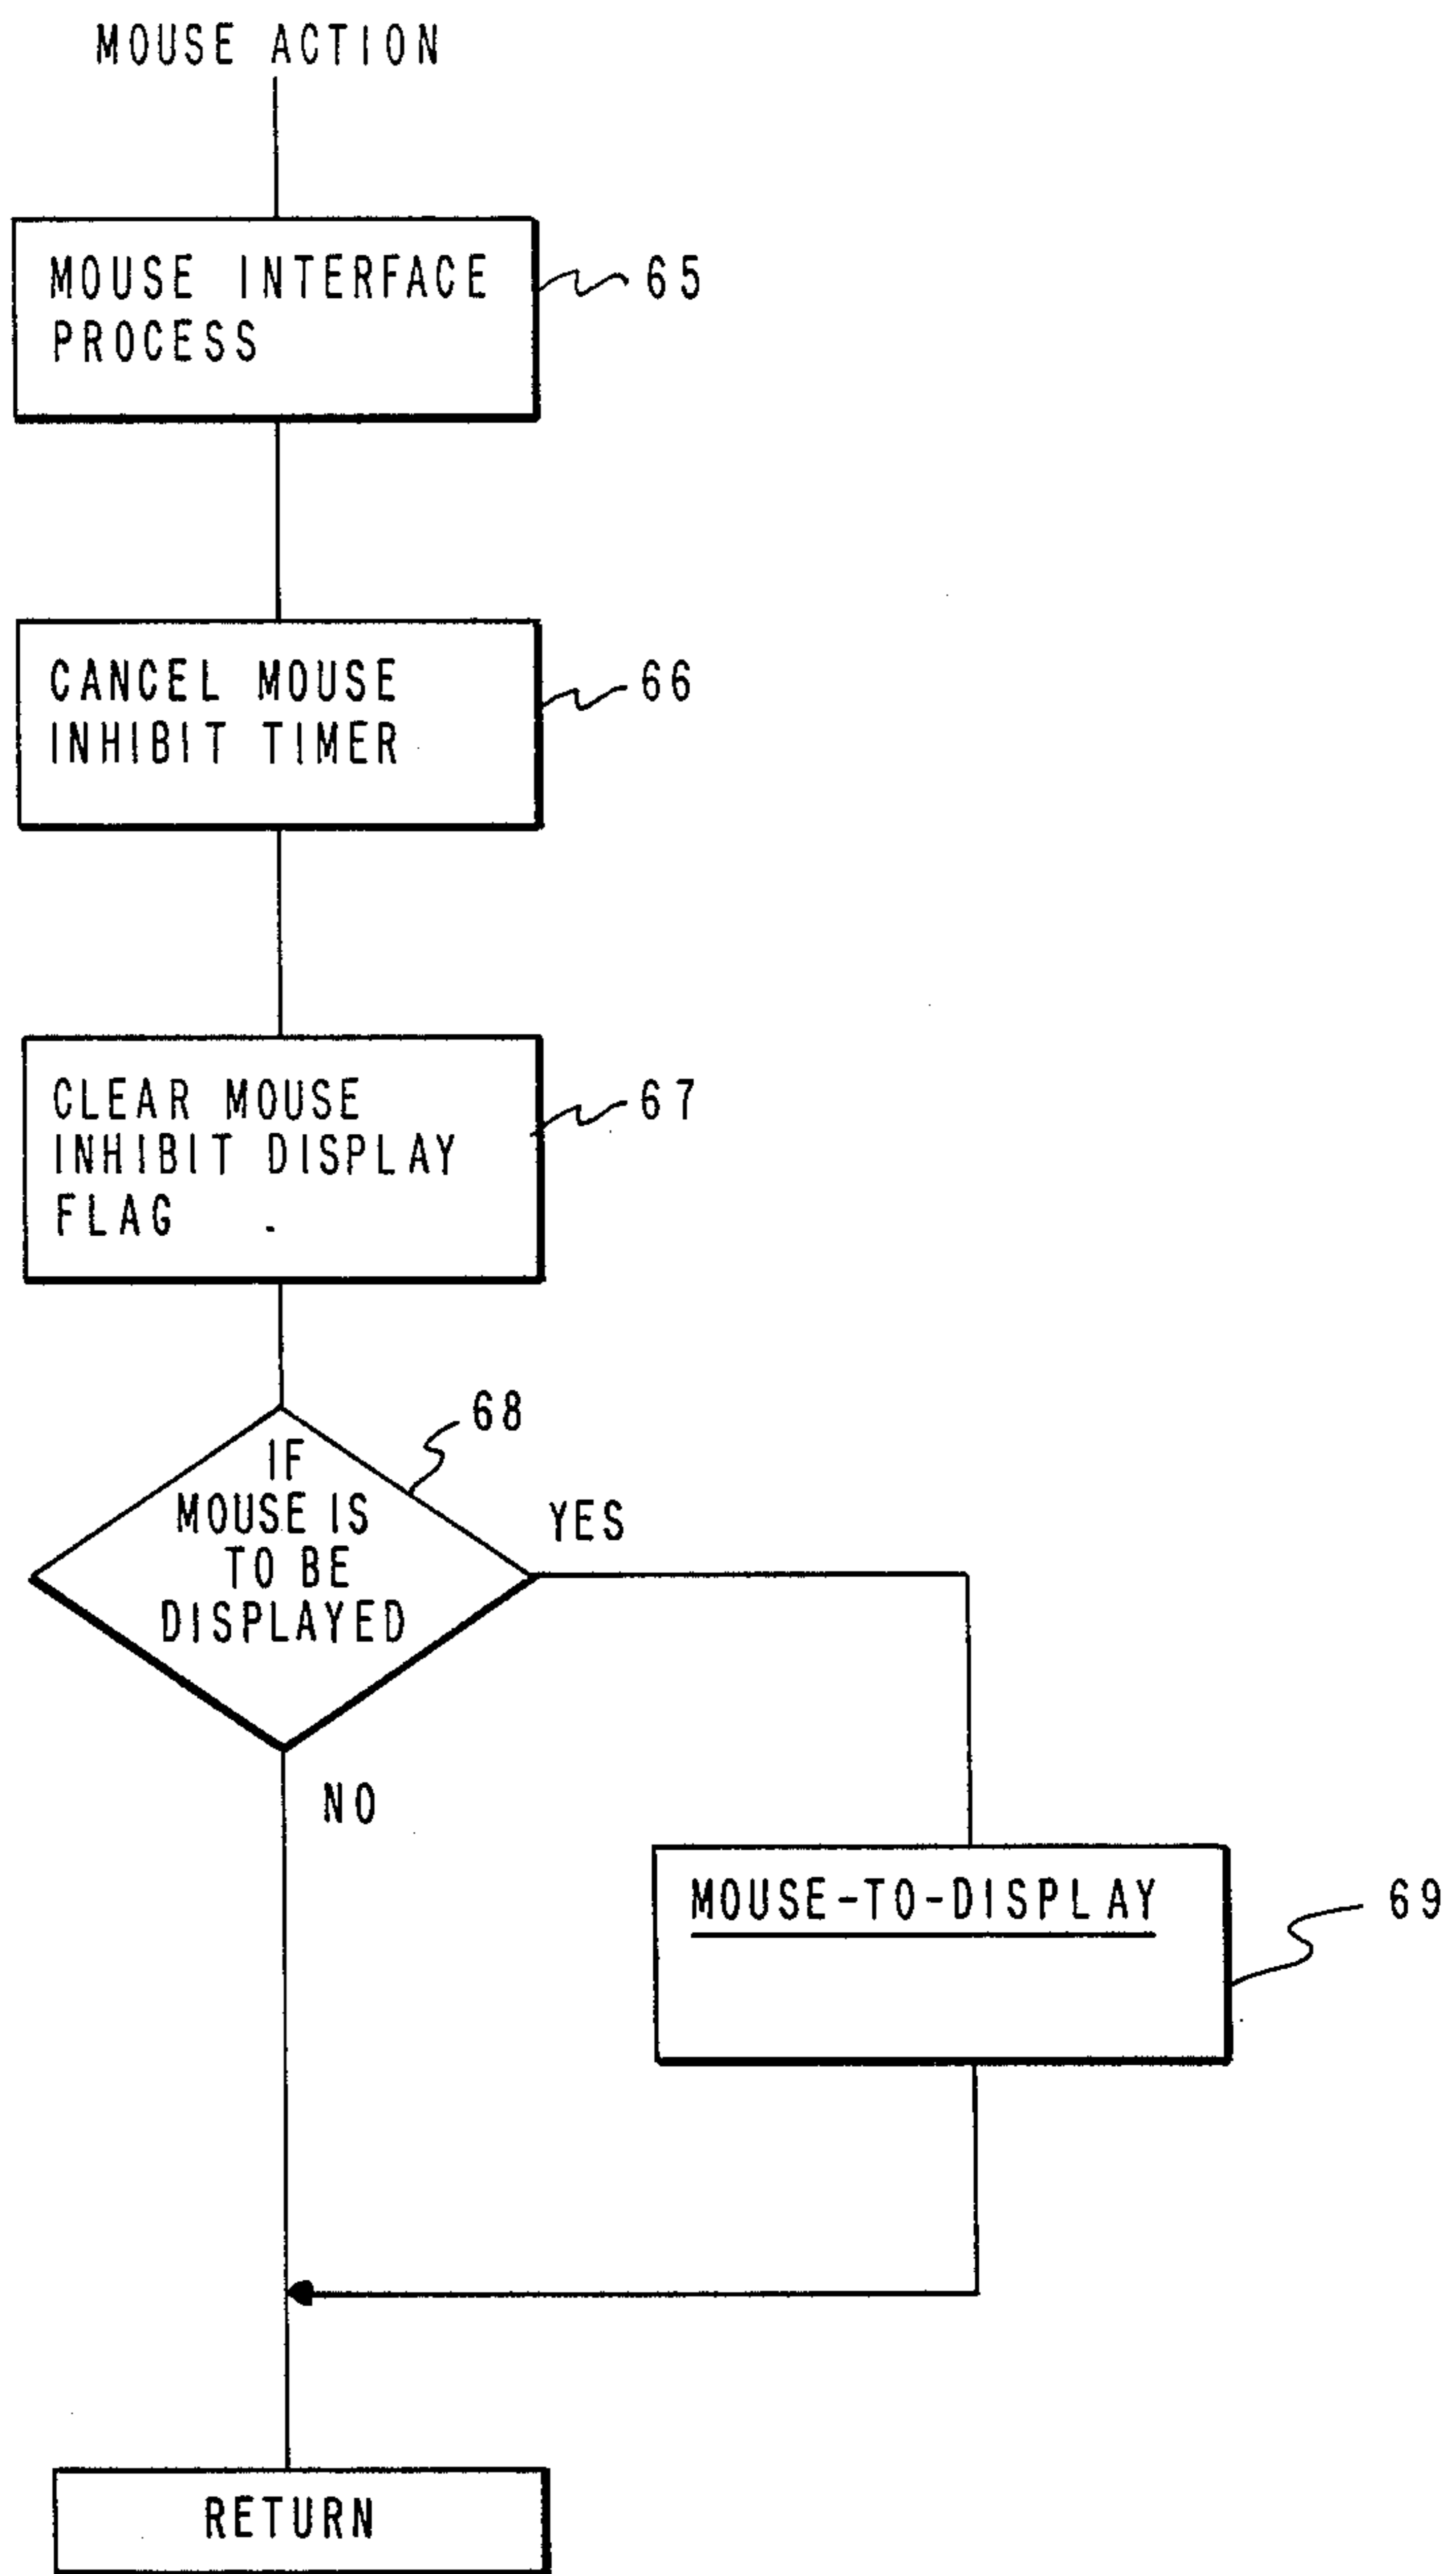 MOUSE ACTION
MOUSE INTERFACE
PROCESS
65
CANCEL MOUSE
INHIBIT TIMER
66
CLEAR MOUSE
INHIBIT DISPLAY
FLAG
67
68
IF
MOUSE IS
TO BE
DISPLAYED
YES
NO
MOUSE-TO-DISPLAY
69
RETURN